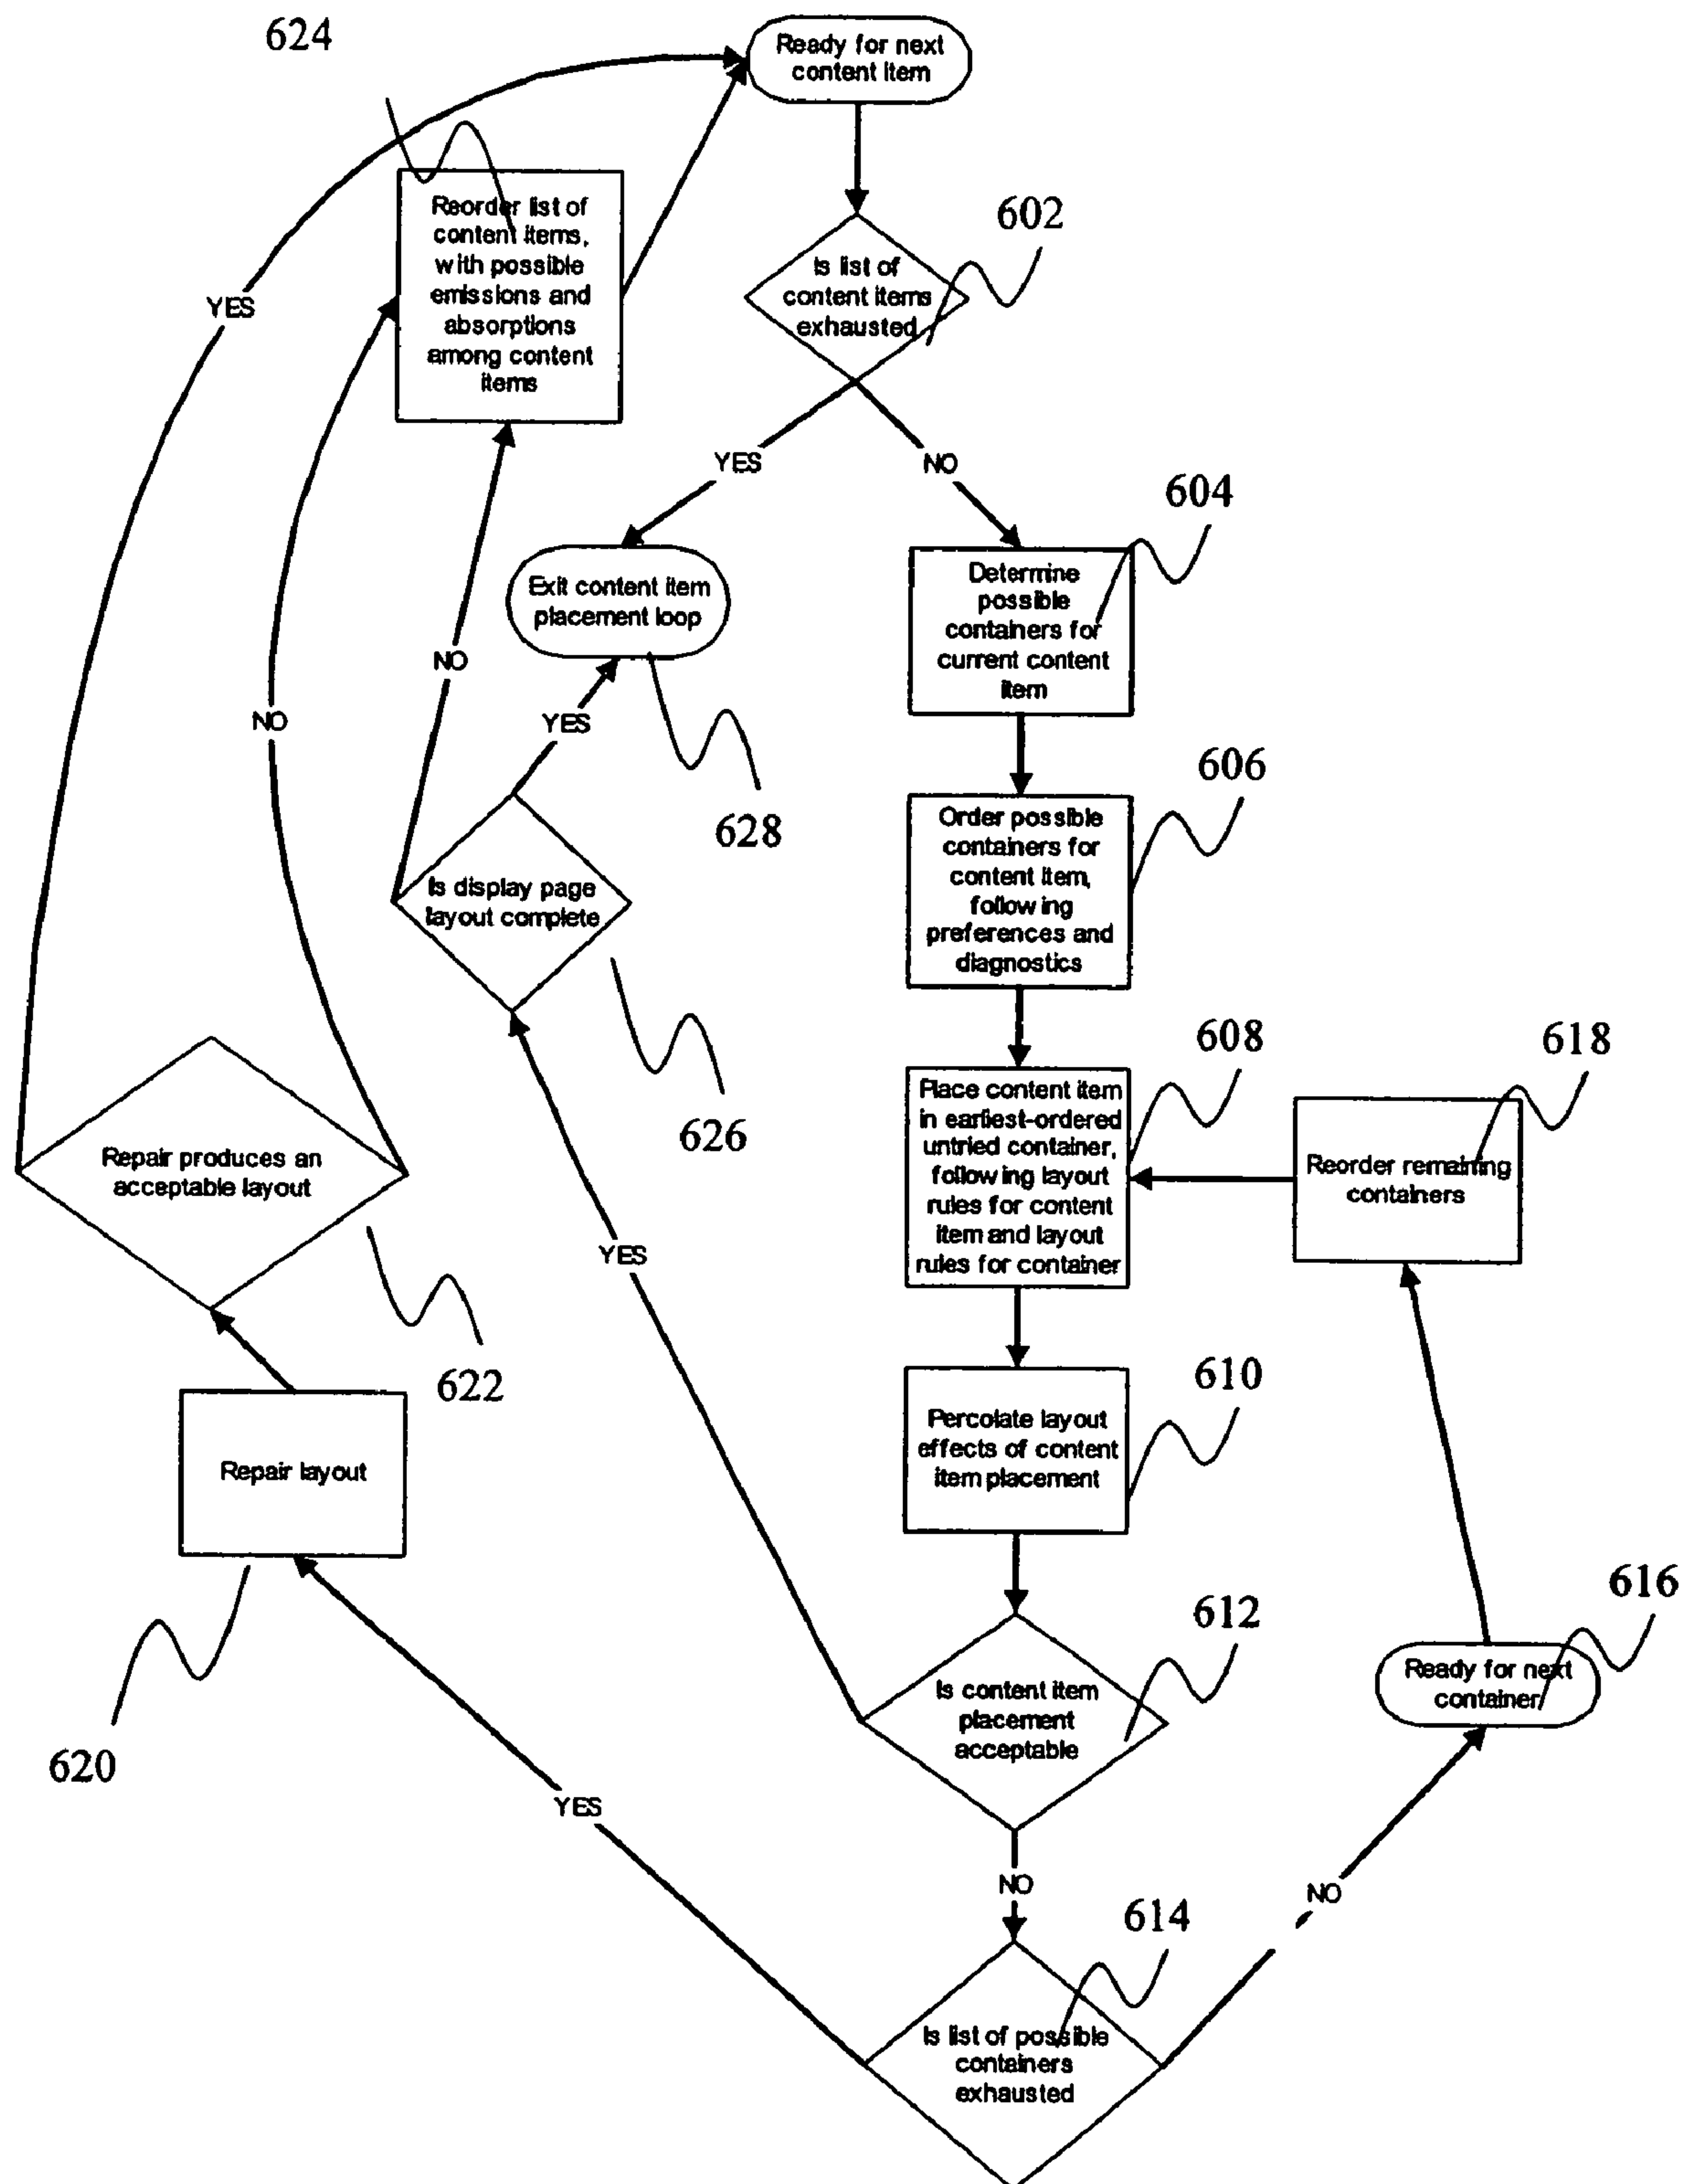 624
Ready for next
content item
602
Is list of
content items
exhausted
Reorder list of
content items,
with possible
emissions and
absorptions
among content
items
YES
YES
NO
604
Exit content item
placement loop
Determine
possible
containers for
current content
item
NO
NO
YES
628
606
Order possible
containers for
content item,
following
preferences and
diagnostics
Is display page
layout complete
626
608
618
Place content item
in earliest-ordered
untried container,
following layout
rules for content
item and layout
rules for container
Reorder remaining
containers
Repair produces an
acceptable layout
YES
622
610
Percolate layout
effects of content
item placement
Repair layout
616
612
Ready for next
container
Is content item
placement
acceptable
620
YES
NO
NO
614
Is list of possible
containers
exhausted